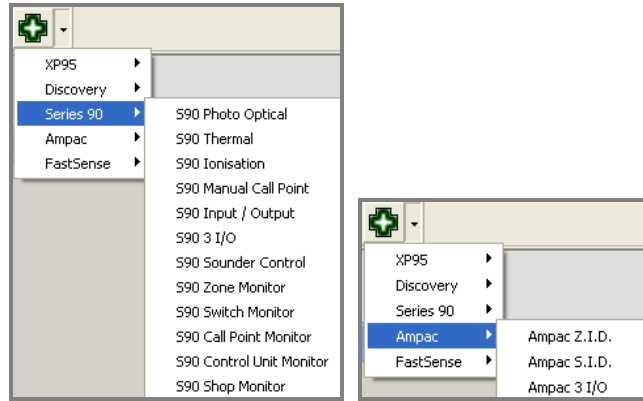 XP95
Discovery
Series 90
Ampac
FastSense
S90 Photo Optical
S90 Thermal
S90 Ionisation
S90 Manual Call Point
S90 Input / Output
S90 3 I/O
S90 Sounder Control
S90 Zone Monitor
S90 Switch Monitor
S90 Call Point Monitor
S90 Control Unit Monitor
S90 Shop Monitor
XP95
Discovery
Series 90
Ampac
FastSense
Ampac Z.I.D.
Ampac S.I.D.
Ampac 3 I/O